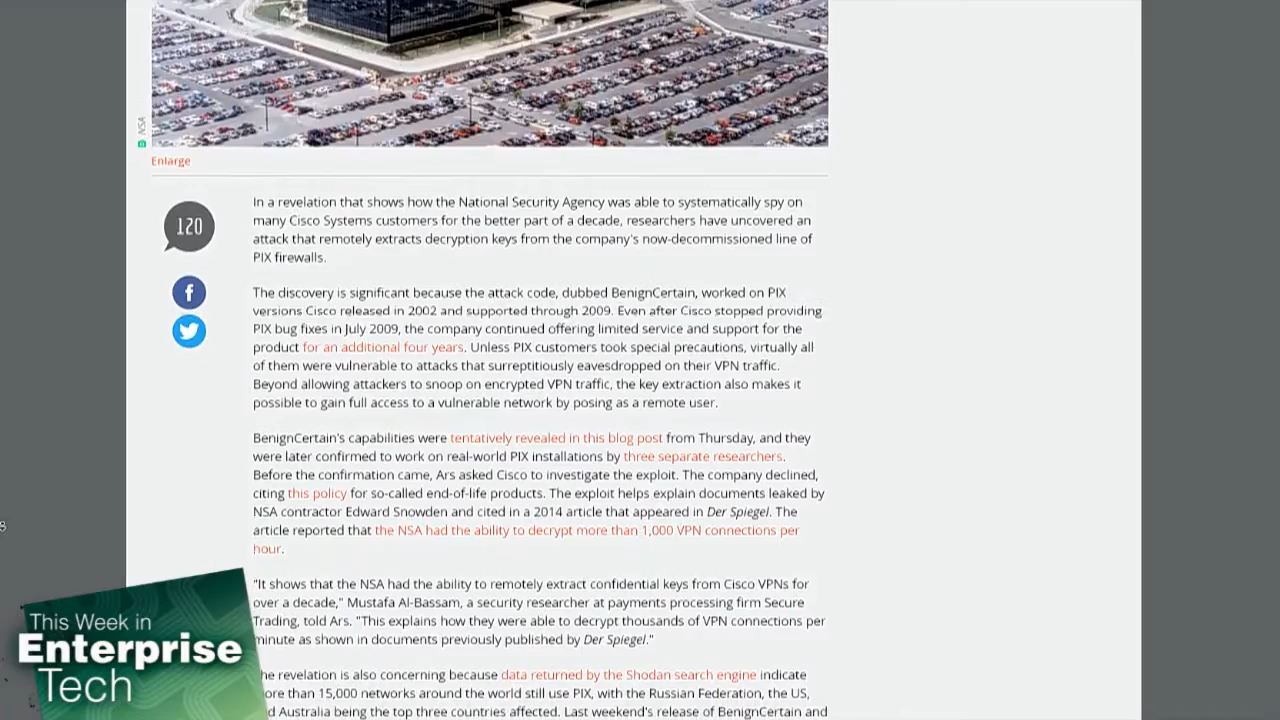 NSA
Enlarge
120
In a revelation that shows how the National Security Agency was able to systematically spy on
many Cisco Systems customers for the better part of a decade, researchers have uncovered an
attack that remotely extracts decryption keys from the company's now-decommissioned line of
PIX firewalls.
The discovery is significant because the attack code, dubbed BenignCertain, worked on PIX
versions Cisco released in 2002 and supported through 2009. Even after Cisco stopped providing
PIX bug fixes in July 2009, the company continued offering limited service and support for the
product for an additional four years. Unless PIX customers took special precautions, virtually all
of them were vulnerable to attacks that surreptitiously eavesdropped on their VPN traffic.
Beyond allowing attackers to snoop on encrypted VPN traffic, the key extraction also makes it
possible to gain full access to a vulnerable network by posing as a remote user.
BenignCertain's capabilities were tentatively revealed in this blog post from Thursday, and they
were later confirmed to work on real-world PIX installations by three separate researchers.
Before the confirmation came, Ars asked Cisco to investigate the exploit. The company declined,
citing this policy for so-called end-of-life products. The exploit helps explain documents leaked by
NSA contractor Edward Snowden and cited in a 2014 article that appeared in Der Spiegel. The
article reported that the NSA had the ability to decrypt more than 1,000 VPN connections per
hour.
"It shows that the NSA had the ability to remotely extract confidential keys from Cisco VPNs for
over a decade," Mustafa Al-Bassam, a security researcher at payments processing firm Secure
Trading, told Ars. "This explains how they were able to decrypt thousands of VPN connections per
minute as shown in documents previously published by Der Spiegel."
he revelation is also concerning because data returned by the Shodan search engine indicate
ore than 15,000 networks around the world still use PIX, with the Russian Federation, the US,
d Australia being the top three countries affected. Last weekend's release of BenignCertain and
This Week in
Enterprise
Tech